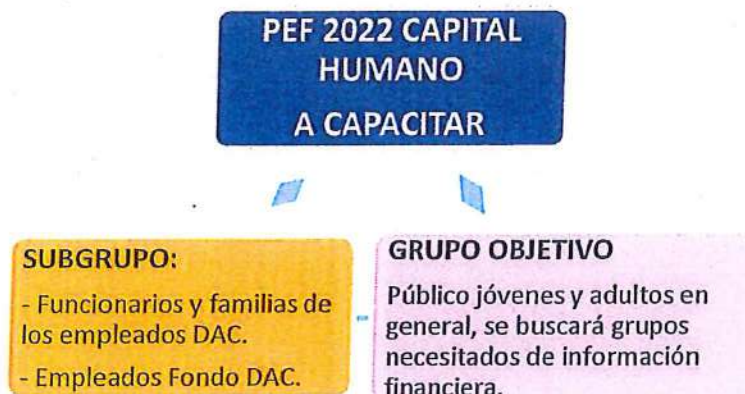 PEF 2022 CAPITAL
HUMANO
A CAPACITAR
SUBGRUPO:
- Funcionarios y familias de
los empleados DAC.
- Empleados Fondo DAC.
GRUPO OBJETIVO
Público jóvenes y adultos en
general, se buscará grupos
necesitados de información
financiera.